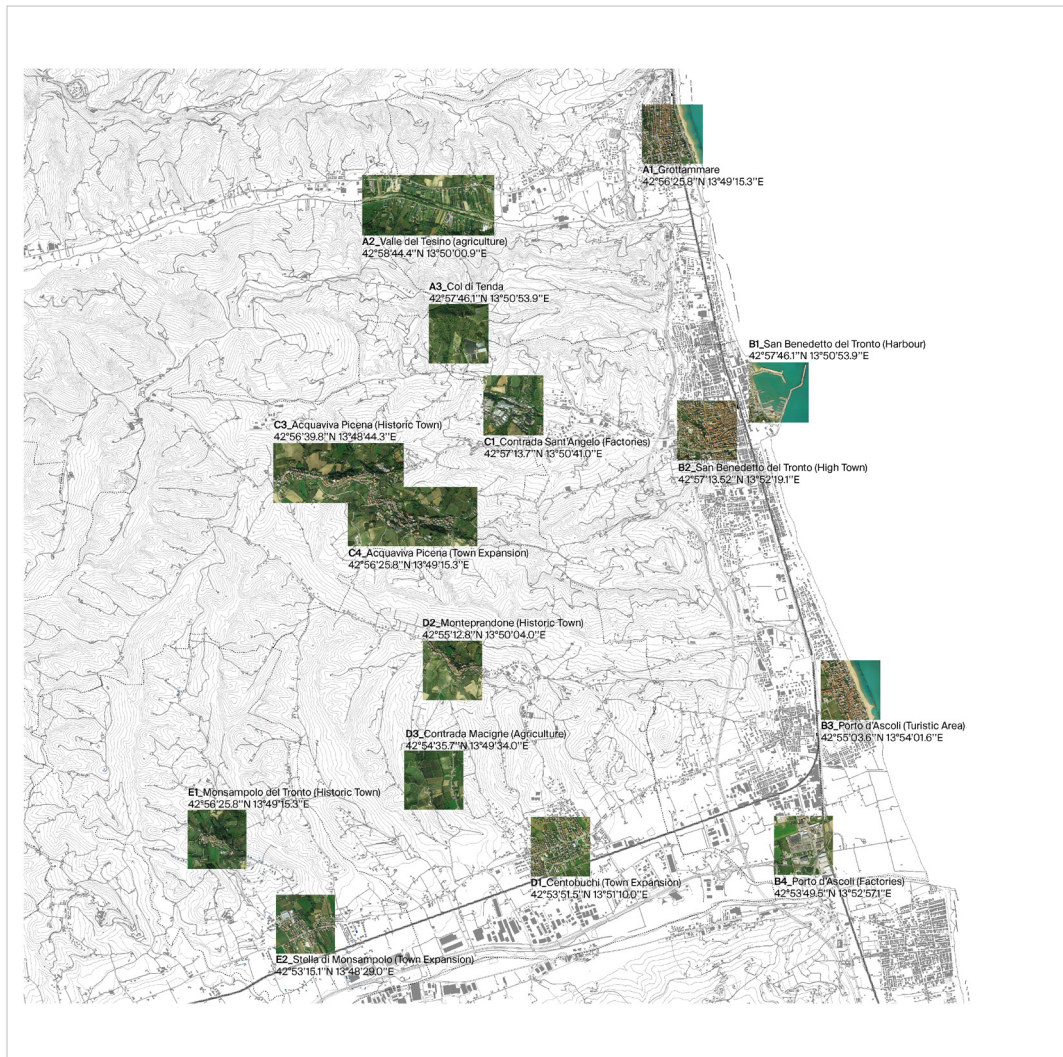 A1_Grottammare
42°56'25.8''N 13°49'15.3''E
A2_Valle del Tesino (agriculture)
42°58'44.4''N 13°50'00.9''E
A3_Col di Tenda
42°57'46.1''N 13°50'53.9''E
B1_San Benedetto del Tronto (Harbour)
42°57'46.1''N 13°50'53.9''E
C1_Contrada Sant'Angelo (Factories)
42°57'13.7''N 13°50'41.0''E
C3_Acquaviva Picena (Historic Town)
42°56'39.8''N 13°48'44.3''E
B2_San Benedetto del Tronto (High Town)
42°57'13.52''N 13°52'19.1''E
C4_Acquaviva Picena (Town Expansion)
42°56'25.8''N 13°49'15.3''E
D2_Monteprandone (Historic Town)
42°55'12.8''N 13°50'04.0''E
B3_Porto d'Ascoli (Turistic Area)
42°55'03.6''N 13°54'01.6''E
D3_Contrada Macigne (Agriculture)
42°54'35.7''N 13°49'34.0''E
E1_Monsampolo del Tronto (Historic Town)
42°56'25.8''N 13°49'15.3''E
D1_Centobuchi (Town Expansion)
42°53'51.5''N 13°51'10.0''E
B4_Porto d'Ascoli (Factories)
42°53'49.5''N 13°52'57.1''E
E2_Stella di Monsampolo (Town Expansion)
42°53'15.1''N 13°48'29.0''E